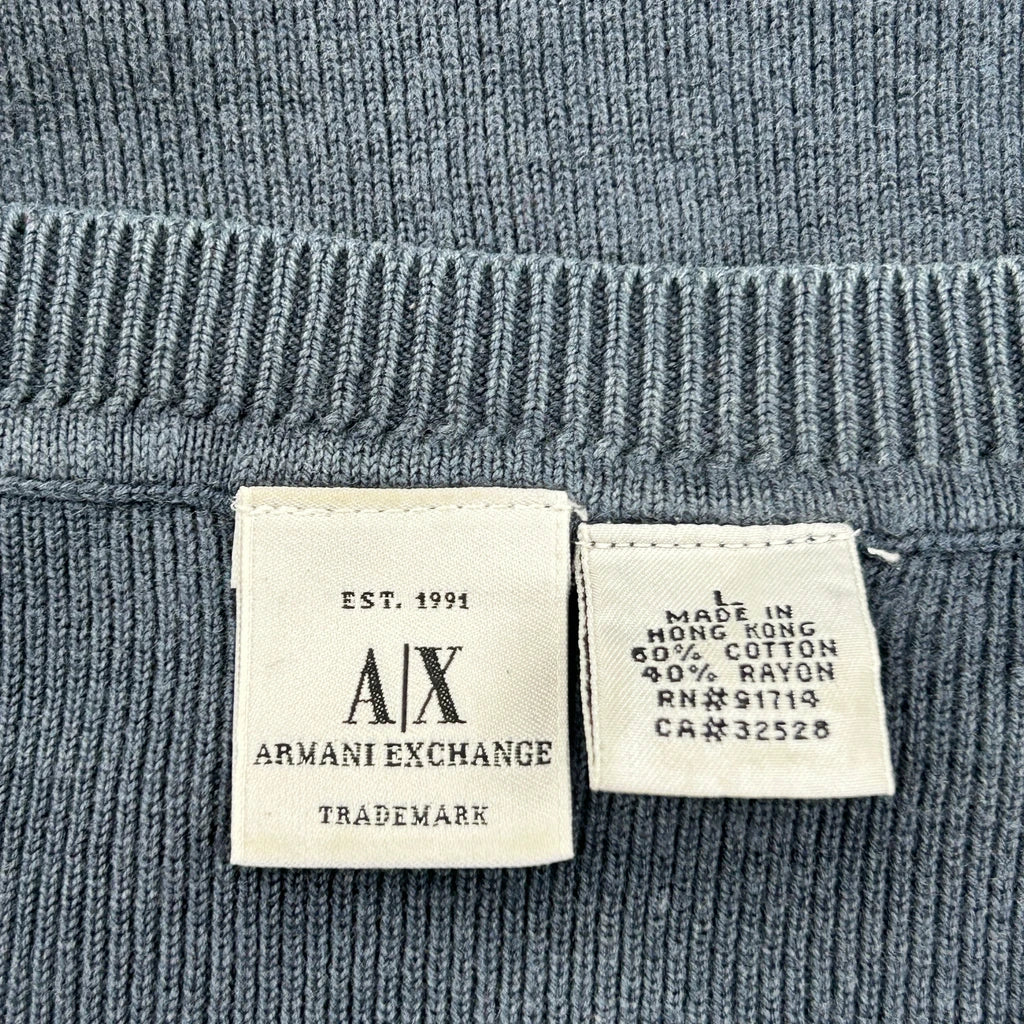 EST. 1991
A|X
ARMANI EXCHANGE
TRADEMARK
L
MADE IN
HONG KONG
60% COTTON
40% RAYON
RN#91714
CA#32528